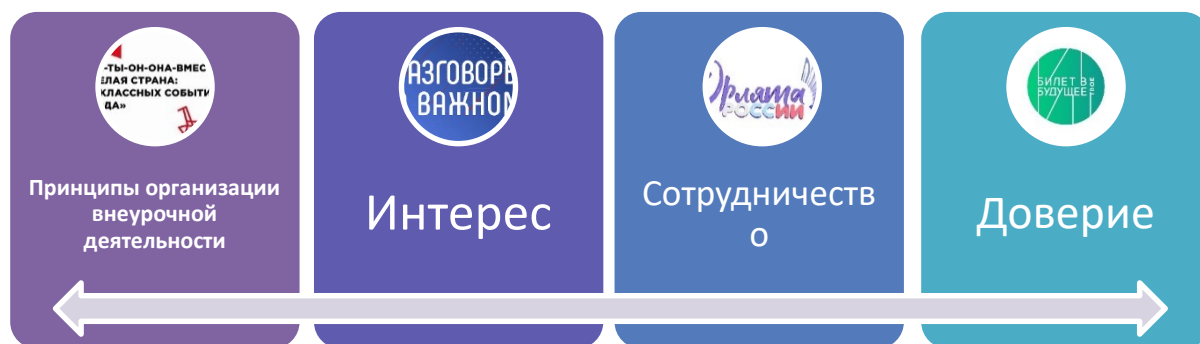 -ТЫ-ОН-ОНА-ВМЕС
ЛАЯ СТРАНА:
КЛАССНЫХ СОБЫТИ
ДА»
Принципы организации
внеурочной
деятельности
АЗГОВОРЫ
ВАЖНОМ
Интерес
Орлята
РОССИИ
Сотрудничеств
о
БИЛЕТ В
БУДУЩЕЕ
Доверие